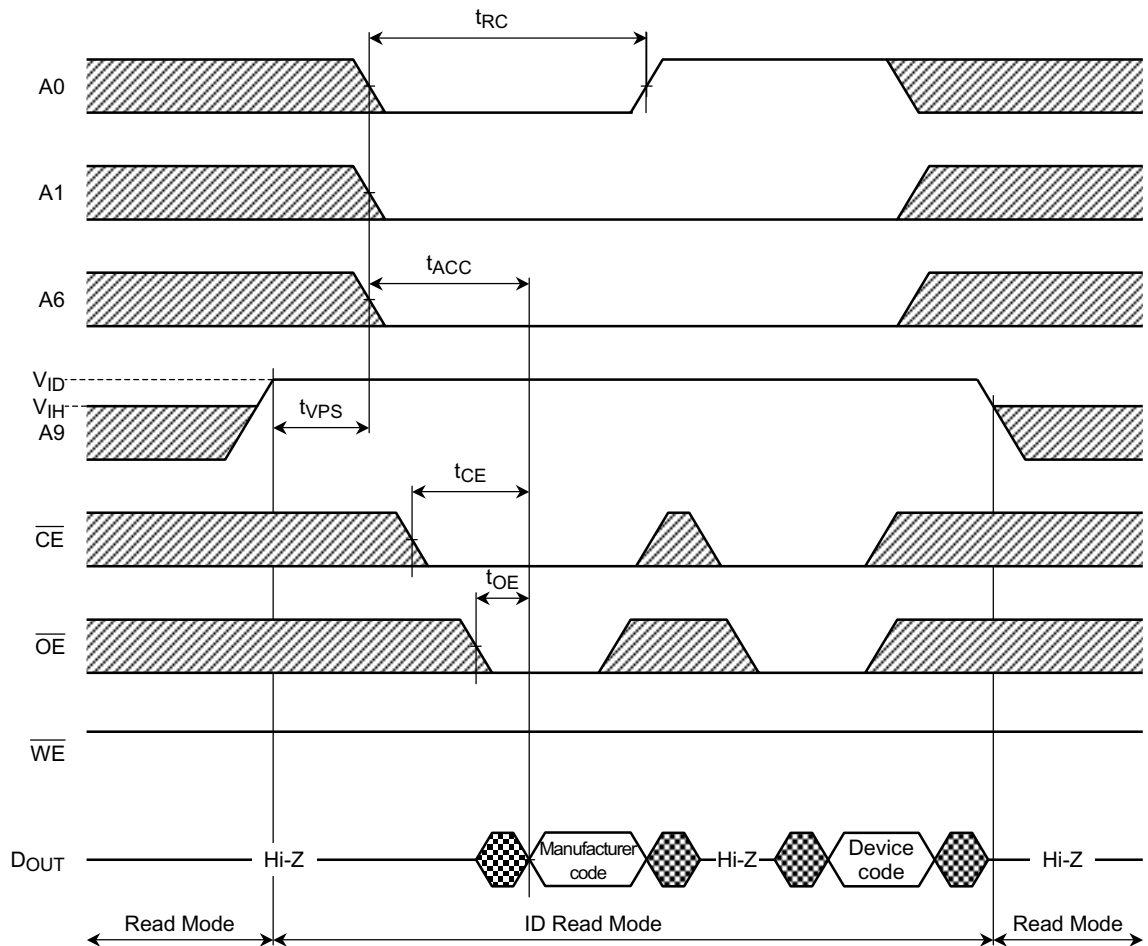 tRC
A0
A1
tACC
A6
VID
VIH
A9
tVPS
tCE
CE
tOE
OE
WE
DOUT
Hi-Z
Manufacturer
code
Hi-Z
Device
code
Hi-Z
Read Mode
ID Read Mode
Read Mode